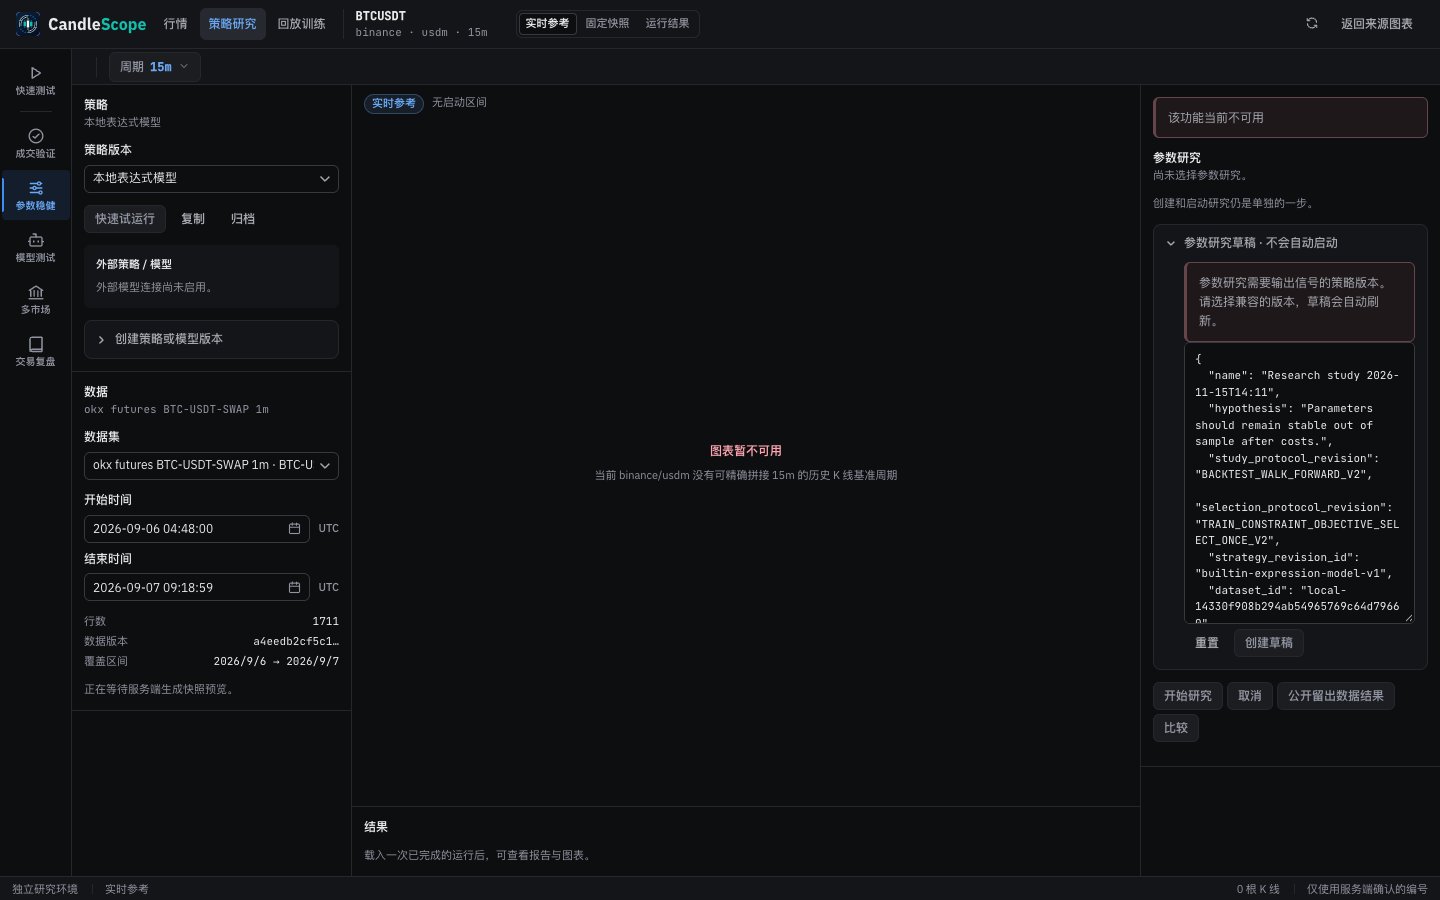 CandleScope
行情
策略研究
回放训练
BTCUSDT
binance · usdm · 15m
实时参考
固定快照
运行结果
返回来源图表
快速测试
成交验证
参数稳健
模型测试
多市场
交易复盘
周期 15m
策略
本地表达式模型
策略版本
本地表达式模型
快速试运行
复制
归档
外部策略 / 模型
外部模型连接尚未启用。
创建策略或模型版本
数据
okx futures BTC-USDT-SWAP 1m
数据集
okx futures BTC-USDT-SWAP 1m · BTC-U
开始时间
2026-09-06 04:48:00
UTC
结束时间
2026-09-07 09:18:59
UTC
行数
1711
数据版本
a4eedb2cf5c1…
覆盖区间
2026/9/6 → 2026/9/7
正在等待服务端生成快照预览。
实时参考
无启动区间
图表暂不可用
当前 binance/usdm 没有可精确拼接 15m 的历史 K 线基准周期
结果
载入一次已完成的运行后，可查看报告与图表。
该功能当前不可用
参数研究
尚未选择参数研究。
创建和启动研究仍是单独的一步。
参数研究草稿 · 不会自动启动
参数研究需要输出信号的策略版本。
请选择兼容的版本，草稿会自动刷
新。
{
"name": "Research study 2026-
11-15T14:11",
"hypothesis": "Parameters
should remain stable out of
sample after costs.",
"study_protocol_revision":
"BACKTEST_WALK_FORWARD_V2",
"selection_protocol_revision":
"TRAIN_CONSTRAINT_OBJECTIVE_SEL
ECT_ONCE_V2",
"strategy_revision_id":
"builtin-expression-model-v1",
"dataset_id": "local-
14330f908b294ab54965769c64d7966
0"
重置
创建草稿
开始研究
取消
公开留出数据结果
比较
独立研究环境
实时参考
0 根 K 线
仅使用服务端确认的编号